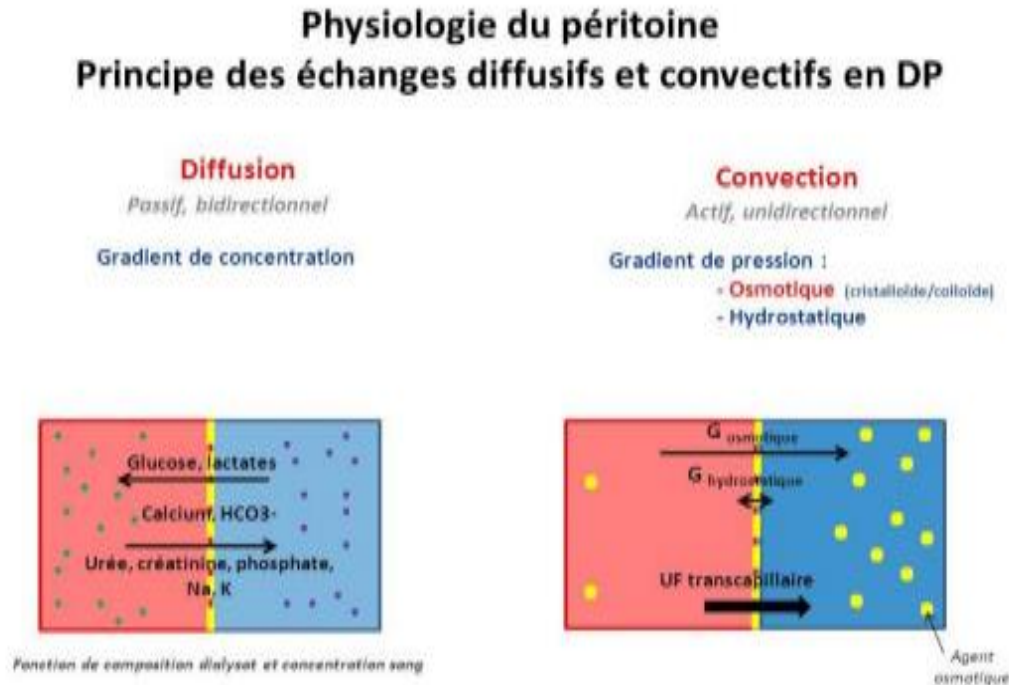 Physiologie du péritoine
Principe des échanges diffusifs et convectifs en DP
Diffusion
Passif, bidirectionnel
Gradient de concentration
Glucose, lactates
Calcium, HCO3-
Urée, créatinine, phosphate,
Na, K
Fonction de composition dialysat et concentration sang
Convection
Actif, unidirectionnel
Gradient de pression :
- Osmotique (cristalloïde/colloïde)
- Hydrostatique
G osmotique
G hydrostatique
UF transcapillaire
Agent
osmotique